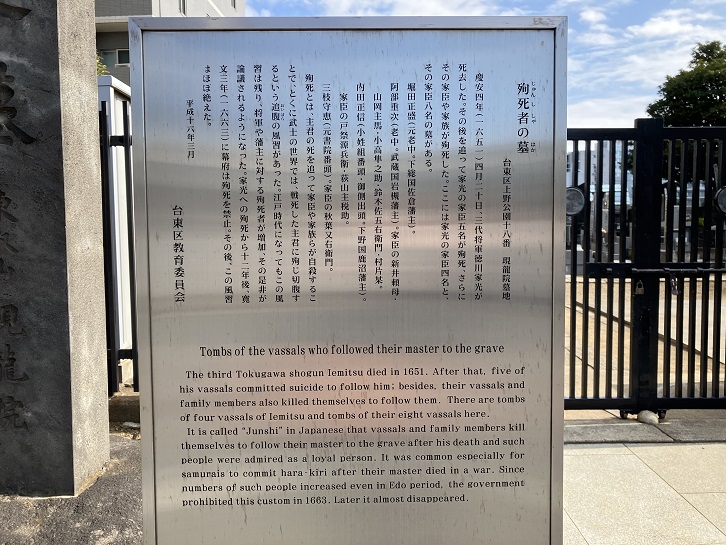 殉死者の墓
じゅんししゃ はか
台東区上野公園十八番 現龍院墓地
慶安四年(一六五一)四月二十日、三代将軍徳川家光が
死去した。その後を追って家光の家臣五名が殉死、さらに
その家臣や家族が殉死した。ここには家光の家臣四名と、
その家臣八名の墓がある。
堀田正盛(元老中。下総国佐倉藩主)。
阿部重次(老中。武蔵国岩槻藩主)。家臣の新井頼母・
山岡主馬・小高隼之助・鈴木佐五右衛門・村片某。
内田正信(小姓組番頭・御側出頭。下野国鹿沼藩主)。
家臣の戸祭源兵衛・荻山主税助。
三枝守恵(元書院番頭)。家臣の秋葉又右衛門。
殉死とは、主君の死を追って家臣や家族らが自殺するこ
とで、とくに武士の世界では、戦死した主君に殉じ切腹す
るという追腹の風習があった。江戸時代になってもこの風
おいばら
習は残り、将軍や藩主に対する殉死者が増加、その是非が
論議されるようになった。家光への殉死から十二年後、寛
文三年(一六六三)に幕府は殉死を禁止。その後、この風習
はほぼ絶えた。
平成十六年三月
台東区教育委員会
Tombs of the vassals who followed their master to the grave
The third Tokugawa shogun Iemitsu died in 1651. After that, five of
his vassals committed suicide to follow him; besides, their vassals and
family members also killed themselves to follow them. There are tombs
of four vassals of Iemitsu and tombs of their eight vassals here.
It is called "Junshi" in Japanese that vassals and family members kill
themselves to follow their master to the grave after his death and such
people were admired as a loyal person. It was common especially for
samurais to commit hara-kiri after their master died in a war. Since
numbers of such people increased even in Edo period, the government
prohibited this custom in 1663. Later it almost disappeared.
現龍院